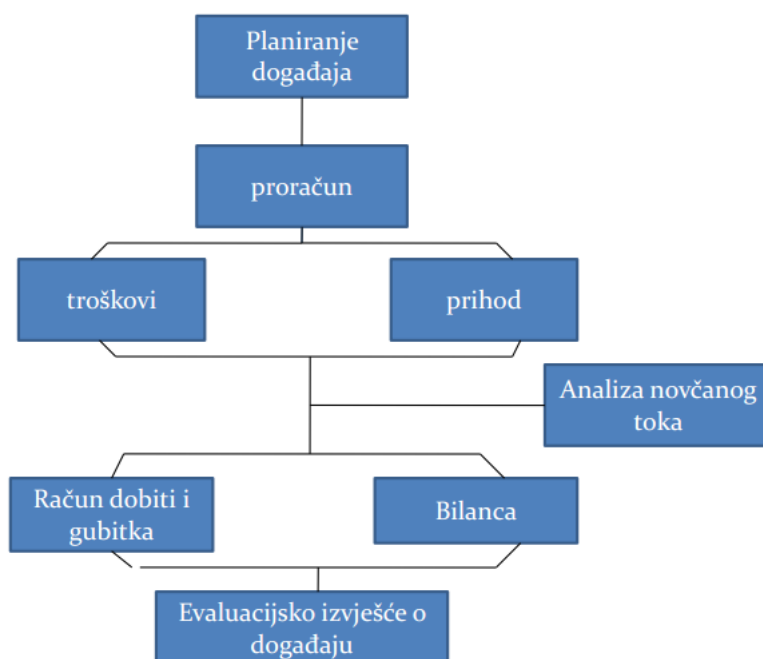 Planiranje
događaja
proračun
troškovi
prihod
Analiza novčanog
toka
Račun dobiti i
gubitka
Bilanca
Evaluacijsko izvješće o
događaju